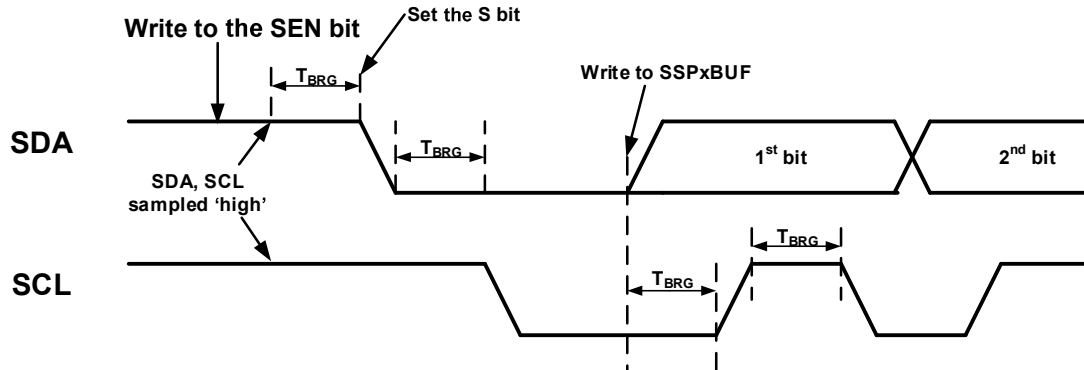 Write to the SEN bit
Set the S bit
TBRG
Write to SSPxBUF
SDA
TBRG
1st bit
2nd bit
SDA, SCL
sampled ‘high’
TBRG
SCL
TBRG